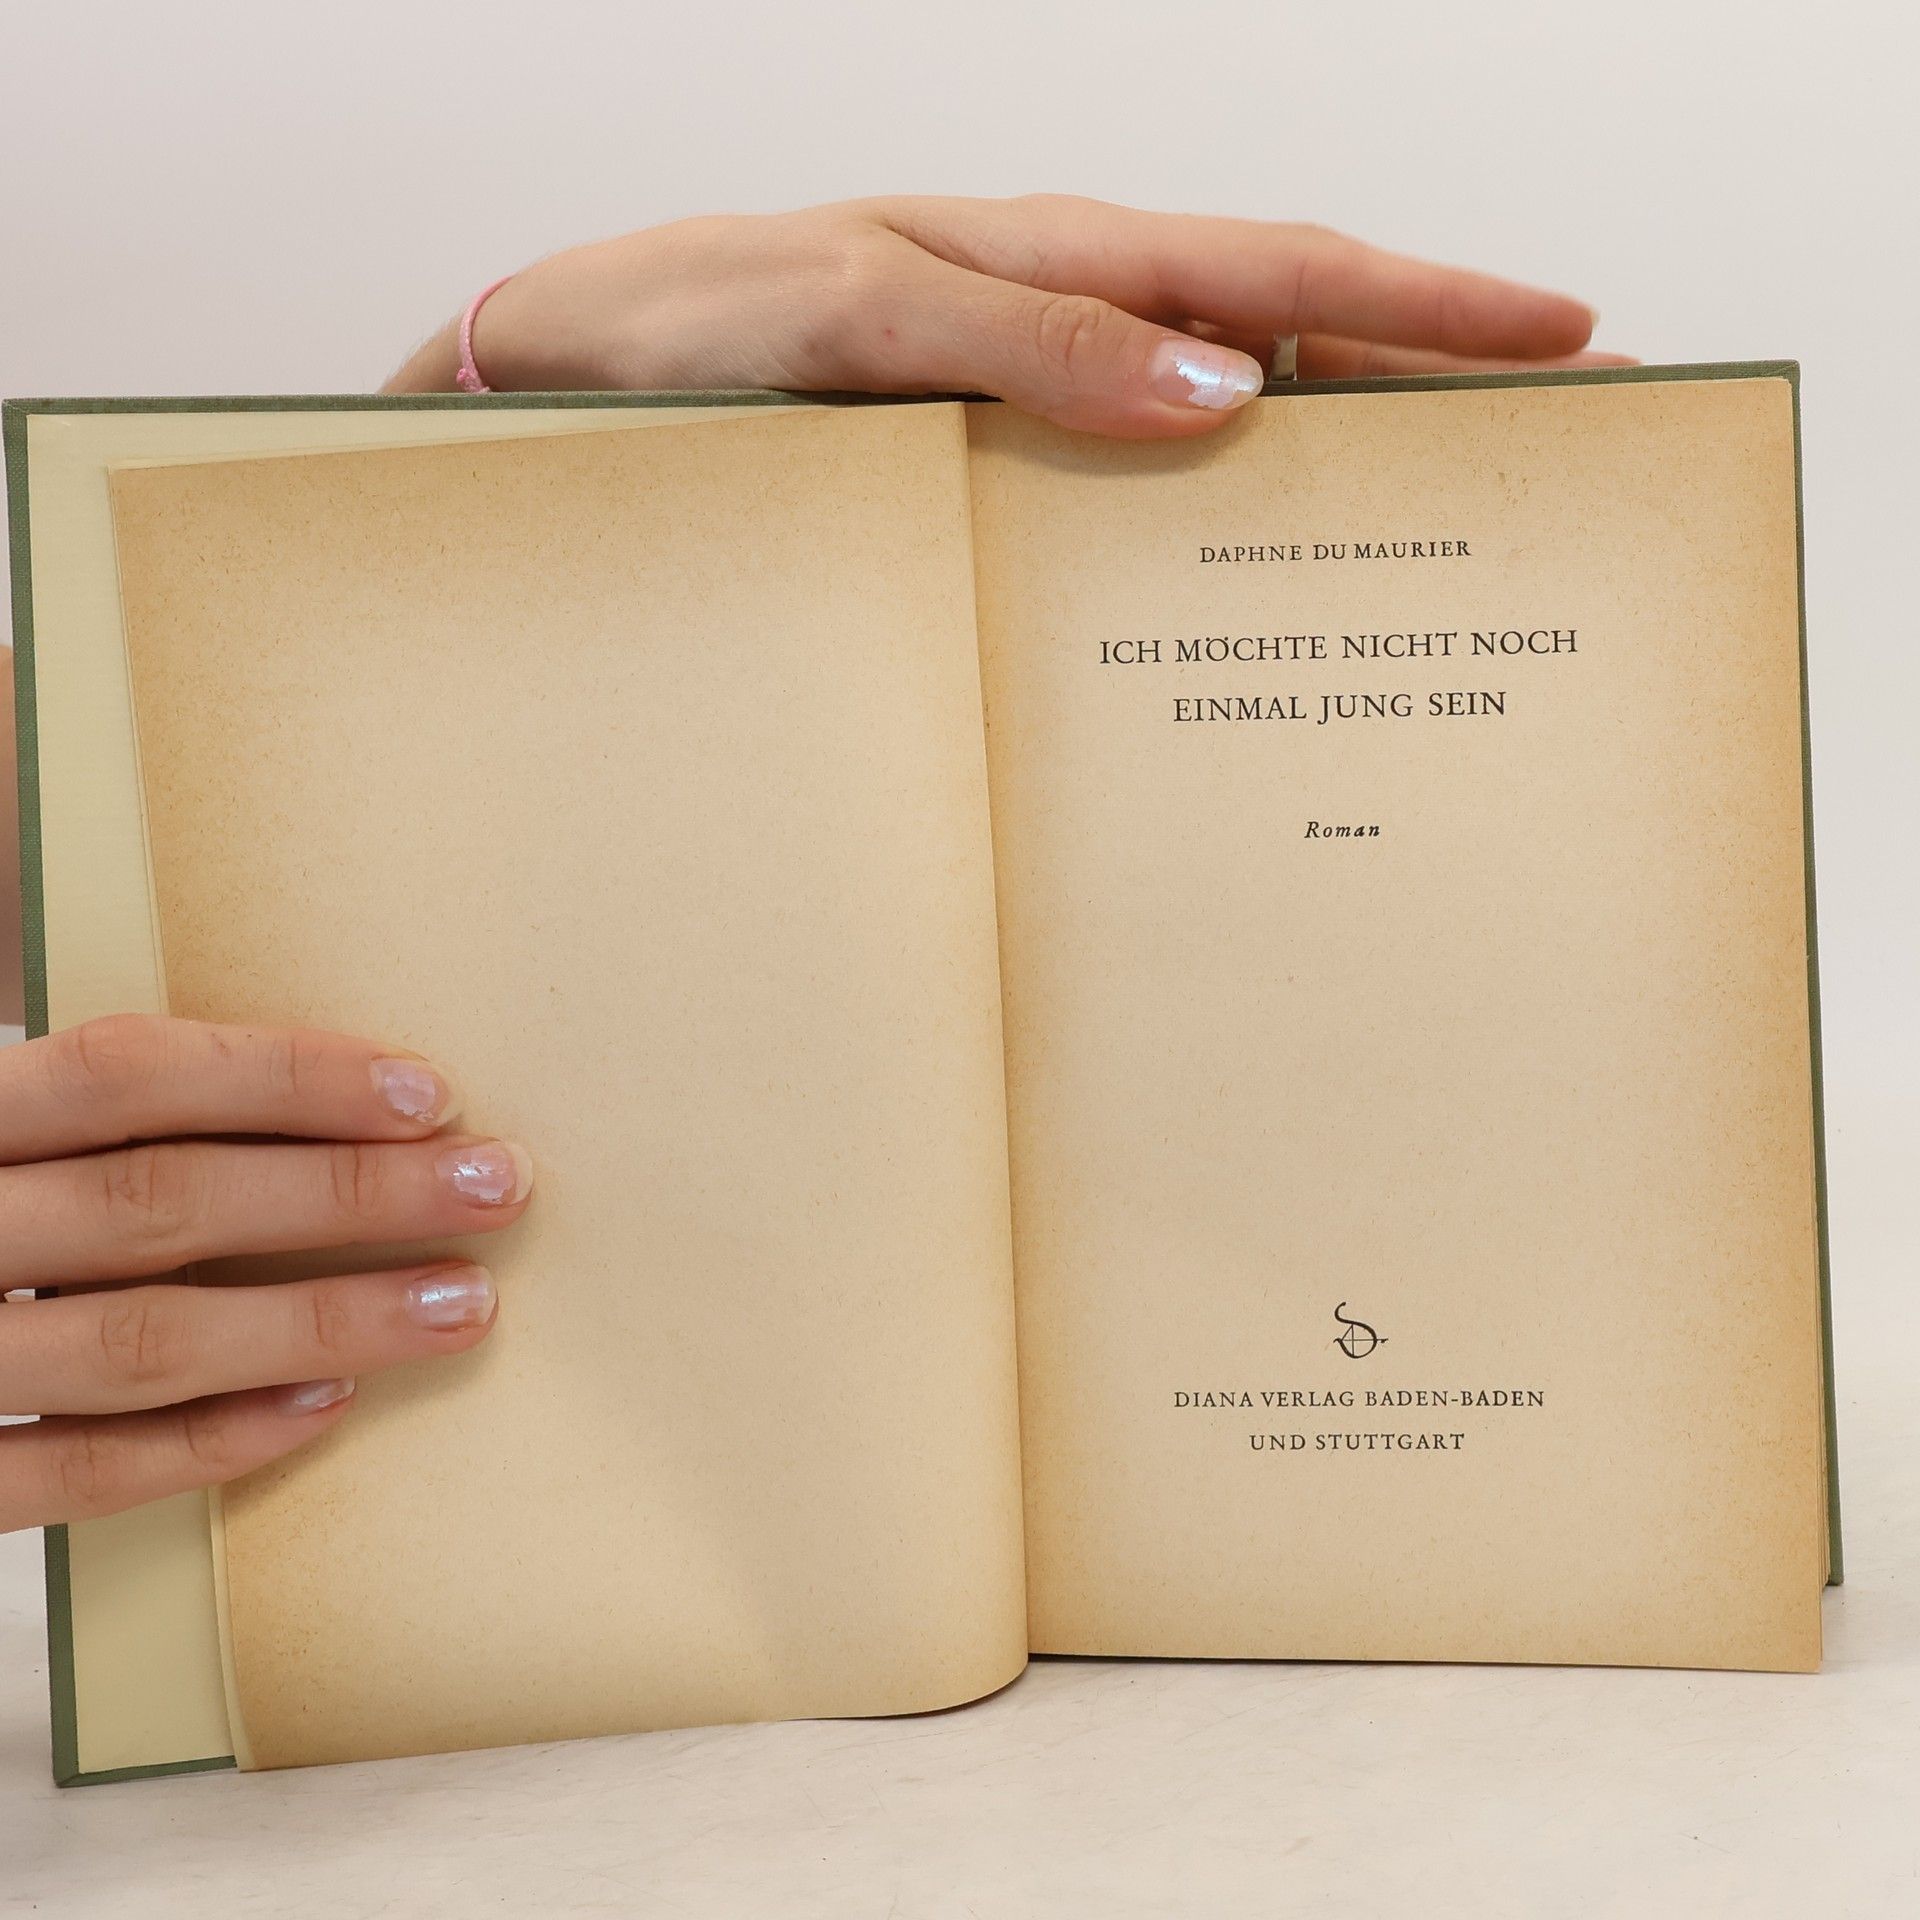 DAPHNE DU MAURIER
ICH MÖCHTE NICHT NOCH
EINMAL JUNG SEIN
Roman
DIANA VERLAG BADEN-BADEN
UND STUTTGART